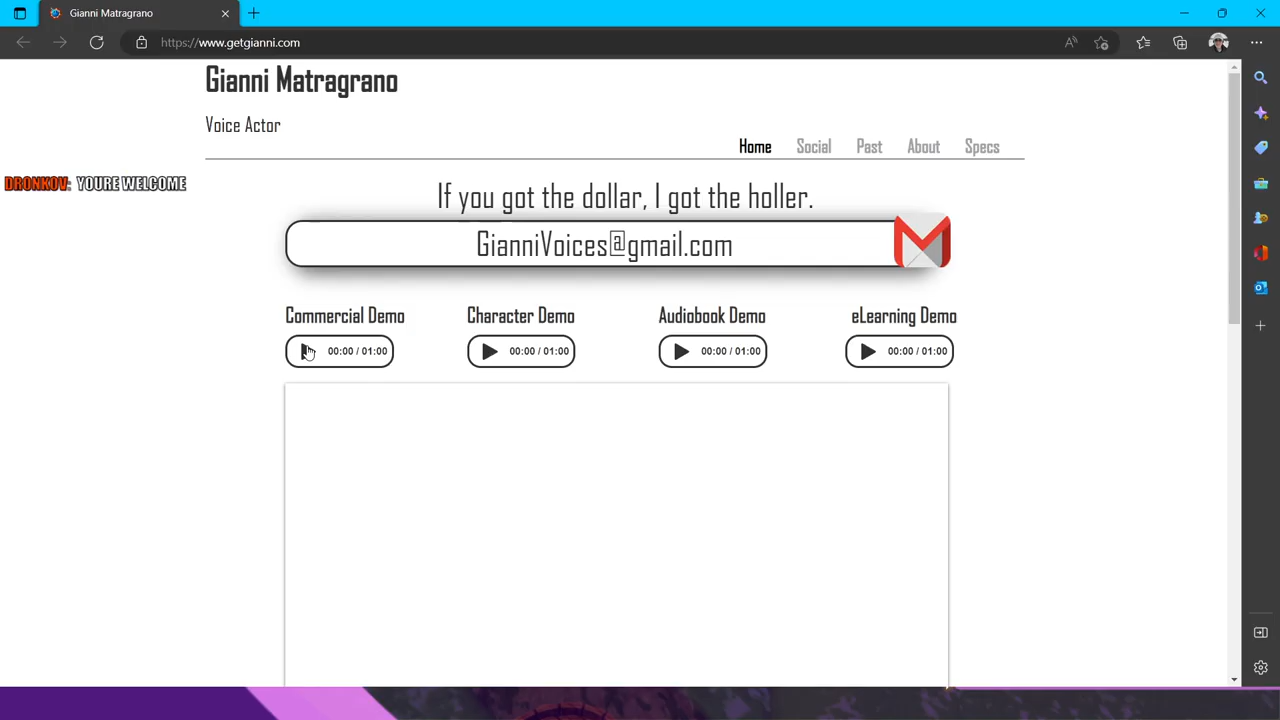 Gianni Matragrano
https://www.getgianni.com
Gianni Matragrano
Voice Actor
Home Social Past About Specs
DRONKOV: YOURE WELCOME
If you got the dollar, I got the holler.
GianniVoices@gmail.com
Commercial Demo Character Demo Audiobook Demo eLearning Demo
00:00 / 01:00 00:00 / 01:00 00:00 / 01:00 00:00 / 01:00